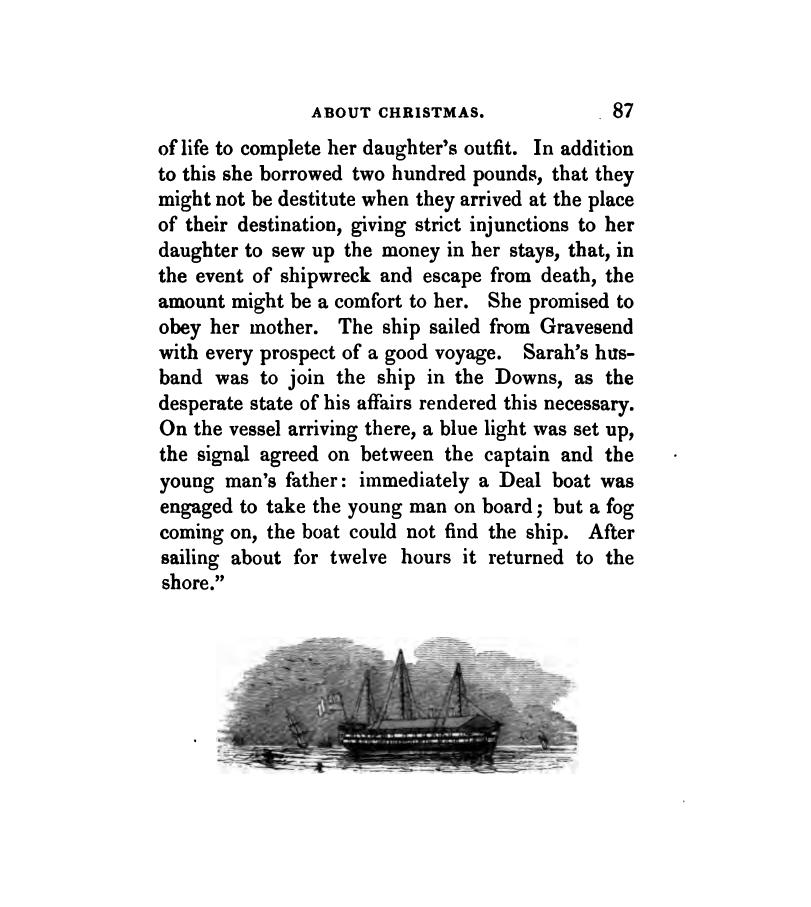 ABOUT CHRISTMAS. 87
of life to complete her daughter’s outfit. In addition
to this she borrowed two hundred pounds, that they
might not be destitute when they arrived at the place
of their destination, giving strict injunctions to her
daughter to sew up the money in her stays, that, in
the event of shipwreck and escape from death, the
amount might be a comfort to her. She promised to
obey her mother. The ship sailed from Gravesend
with every prospect of a good voyage. Sarah’s hus-
band was to join the ship in the Downs, as the
desperate state of his affairs rendered this necessary.
On the vessel arriving there, a blue light was set up,
the signal agreed on between the captain and the
young man’s father: immediately a Deal boat was
engaged to take the young man on board; but a fog
coming on, the boat could not find the ship. After
sailing about for twelve hours it returned to the
shore.”